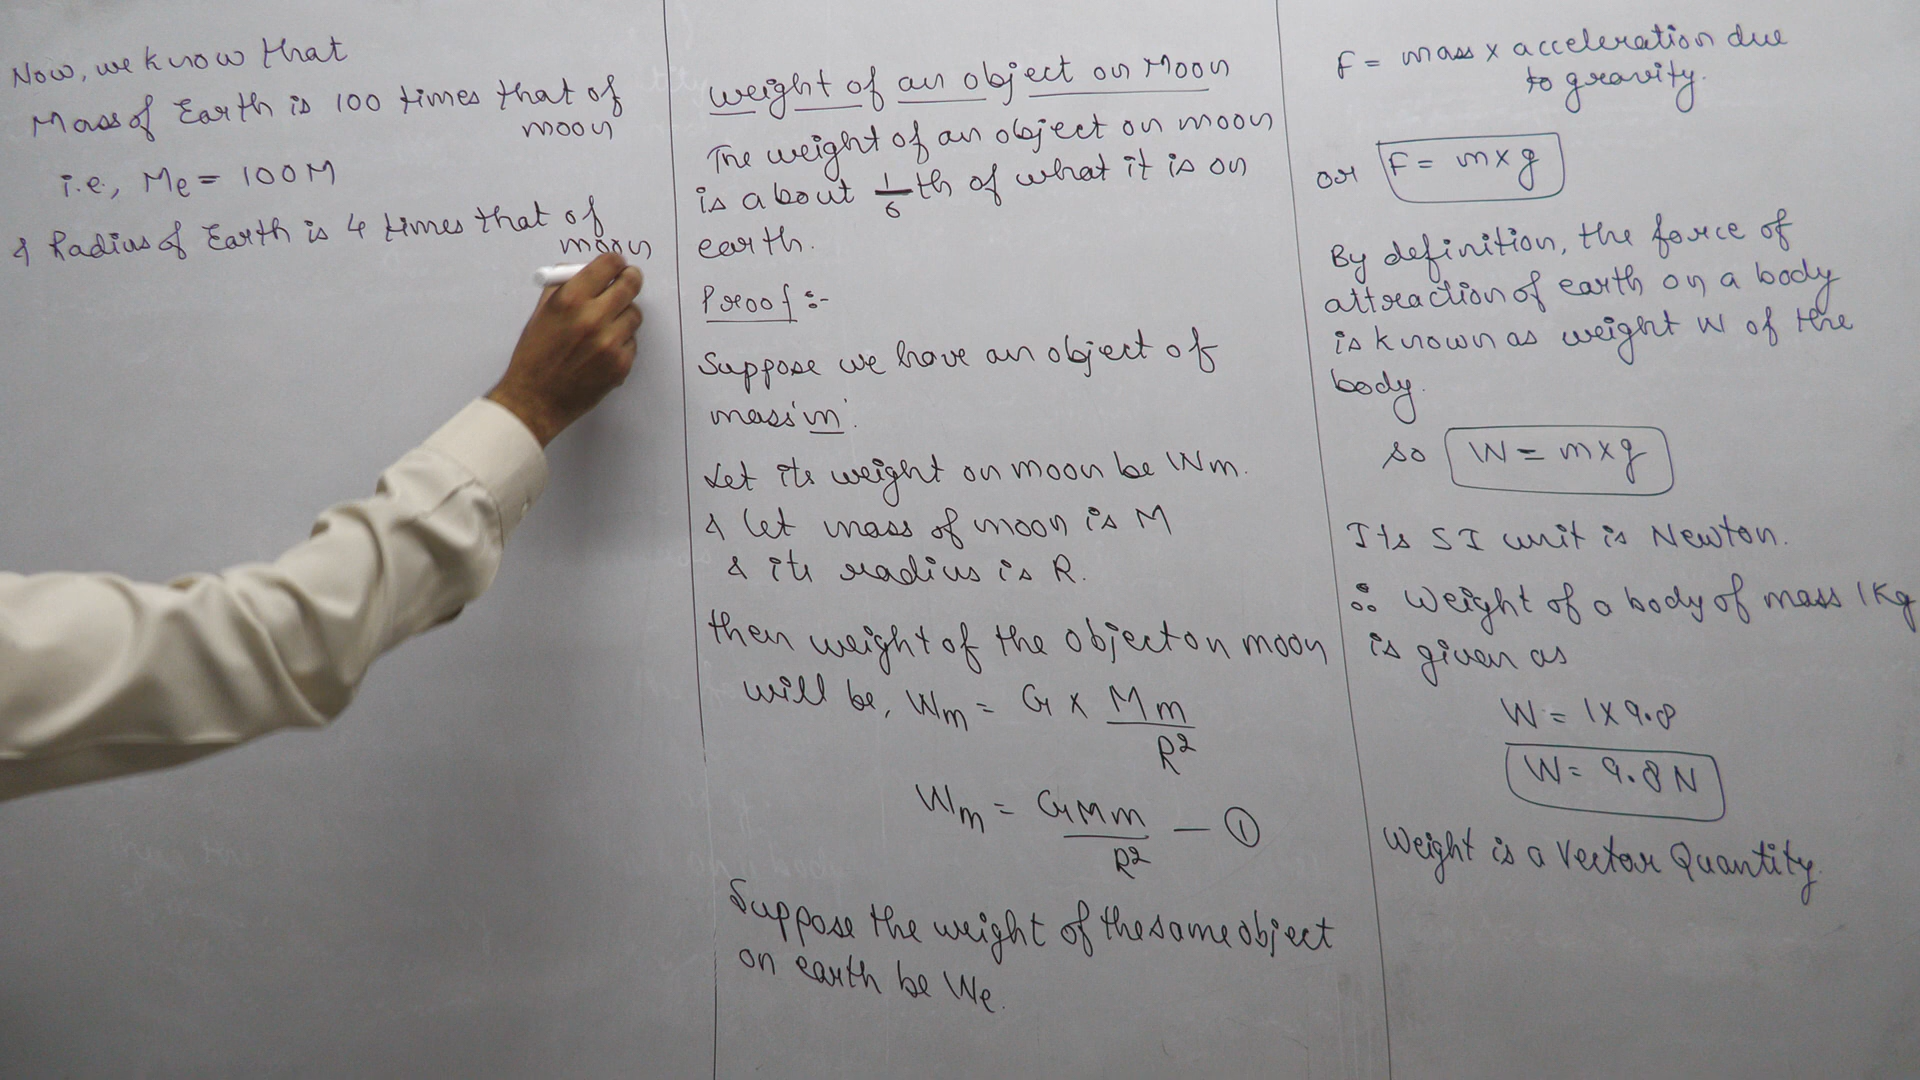 Now, we know that
Mass of Earth is 100 times that of
moon
i.e, Me = 100M
& Radius of Earth is 4 times that of
moon
weight of an object on Moon
The weight of an object on moon
is about 1/6 th of what it is on
earth.
Proof :-
Suppose we have an object of
mass 'm'.
Let its weight on moon be Wm.
& let mass of moon is M
& its radius is R.
then weight of the object on moon
will be, Wm = G x Mm/R²
Wm = GMm/R² — ①
Suppose the weight of the same object
on earth be We.
F = mass x acceleration due
to gravity.
or F = m x g
By definition, the force of
attraction of earth on a body
is known as weight W of the
body.
so W = m x g
Its SI unit is Newton.
∴ Weight of a body of mass 1Kg
is given as
W = 1 x 9.8
W = 9.8 N
Weight is a Vector Quantity.